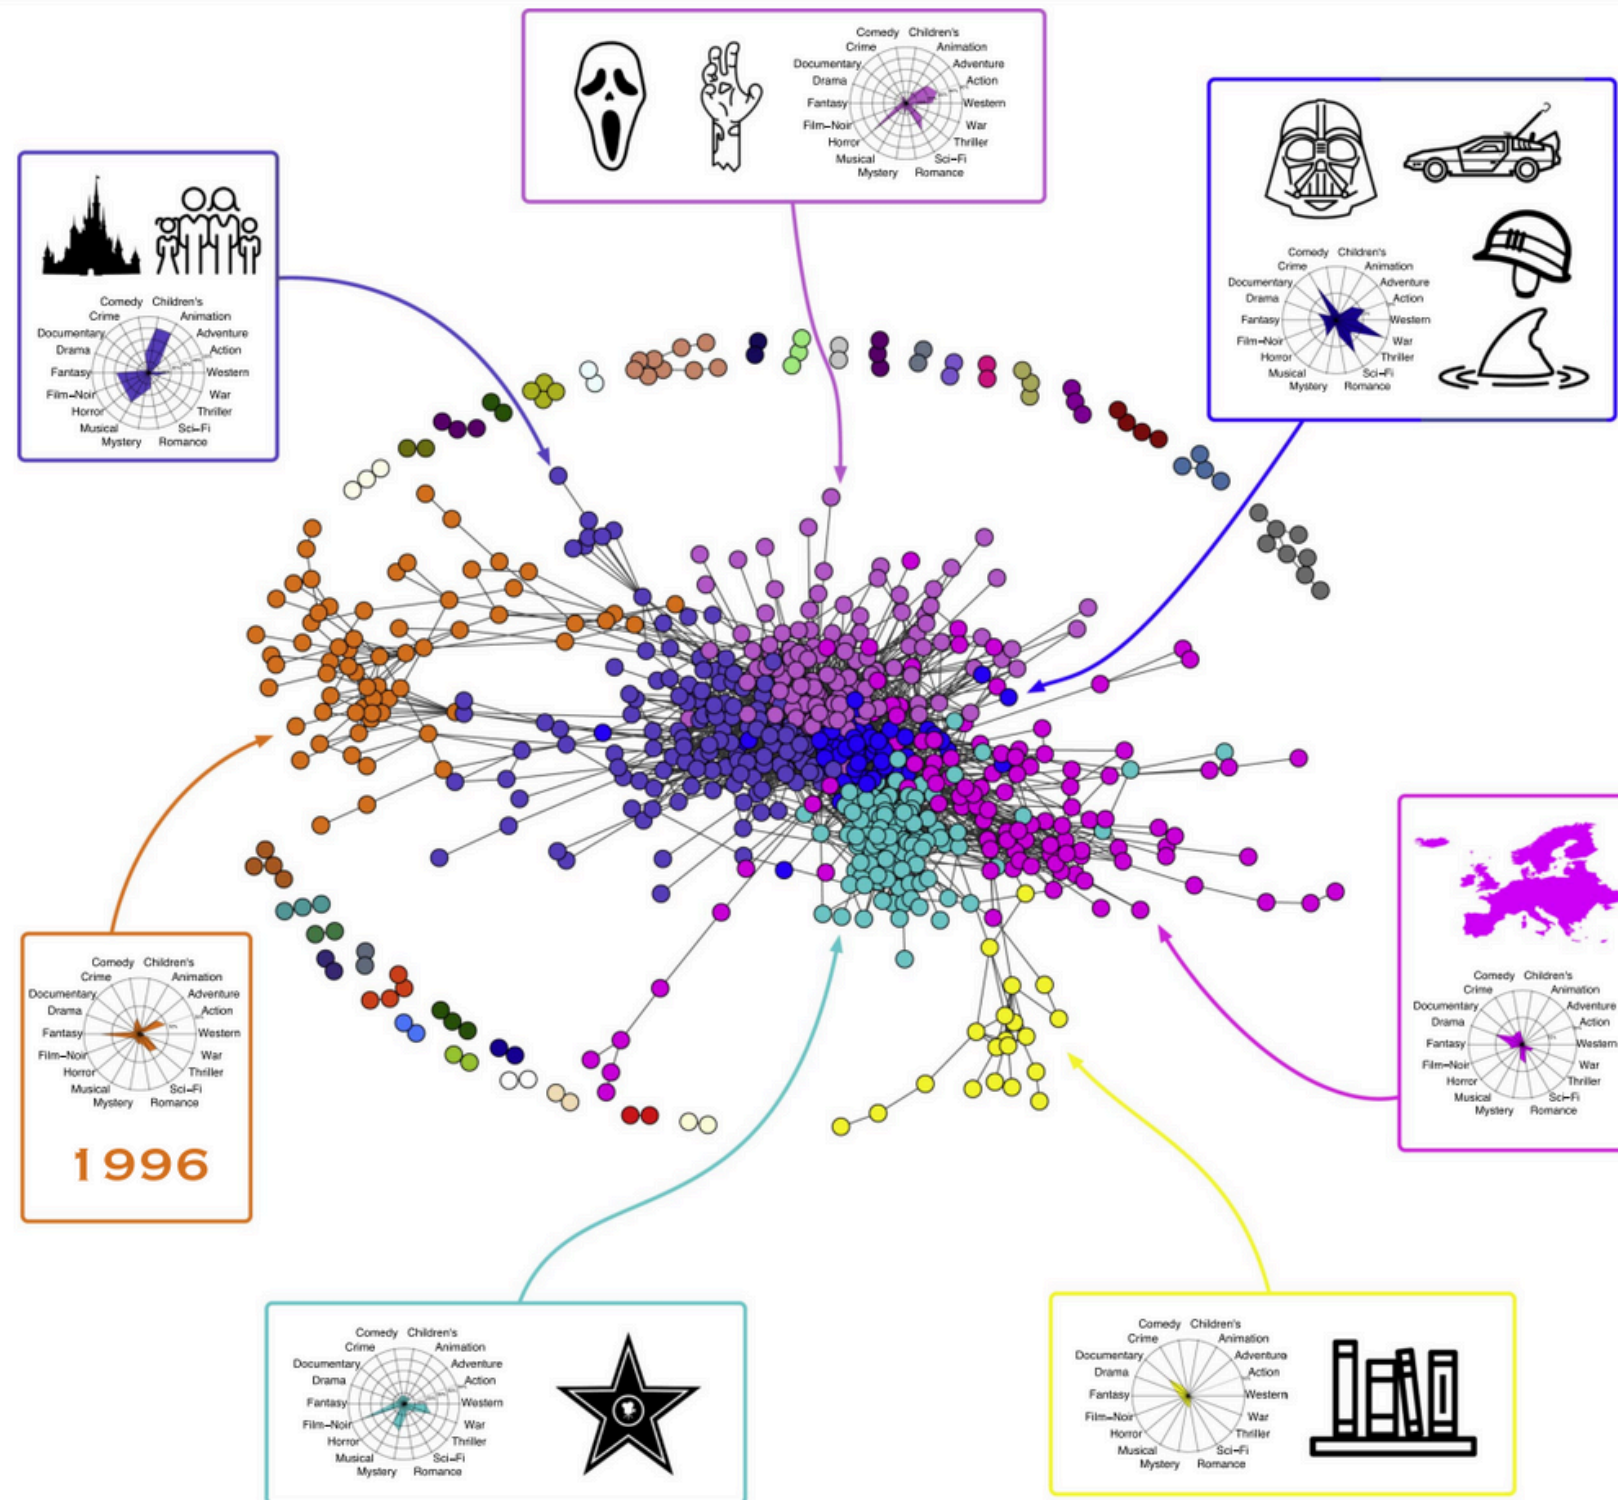 Comedy Children's
Crime Animation
Documentary Adventure
Drama Action
Fantasy Western
Film-Noir War
Horror Thriller
Musical Sci-Fi
Mystery Romance
Comedy Children's
Crime Animation
Documentary Adventure
Drama Action
Fantasy Western
Film-Noir War
Horror Thriller
Musical Sci-Fi
Mystery Romance
Comedy Children's
Crime Animation
Documentary Adventure
Drama Action
Fantasy Western
Film-Noir War
Horror Thriller
Musical Sci-Fi
Mystery Romance
Comedy Children's
Crime Animation
Documentary Adventure
Drama Action
Fantasy Western
Film-Noir War
Horror Thriller
Musical Sci-Fi
Mystery Romance
1996
Comedy Children's
Crime Animation
Documentary Adventure
Drama Action
Fantasy Western
Film-Noir War
Horror Thriller
Musical Sci-Fi
Mystery Romance
Comedy Children's
Crime Animation
Documentary Adventure
Drama Action
Fantasy Western
Film-Noir War
Horror Thriller
Musical Sci-Fi
Mystery Romance
Comedy Children's
Crime Animation
Documentary Adventure
Drama Action
Fantasy Western
Film-Noir War
Horror Thriller
Musical Sci-Fi
Mystery Romance